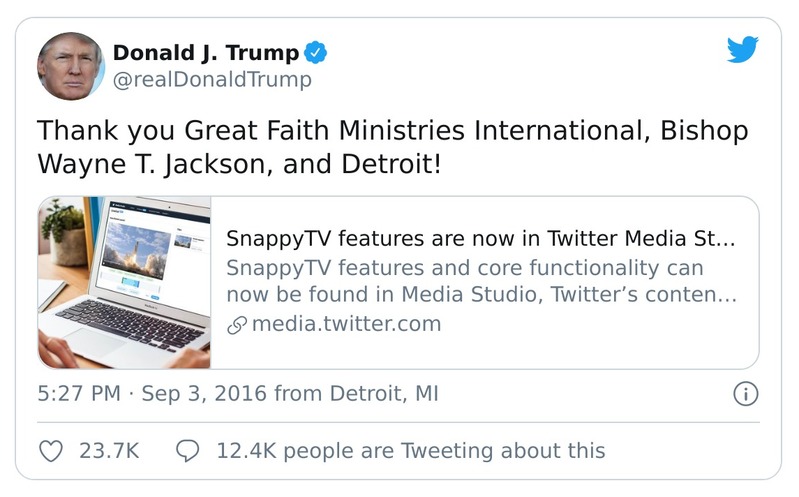 Donald J. Trump
@realDonaldTrump
Thank you Great Faith Ministries International, Bishop
Wayne T. Jackson, and Detroit!
SnappyTV features are now in Twitter Media St...
SnappyTV features and core functionality can
now be found in Media Studio, Twitter’s conten...
media.twitter.com
5:27 PM · Sep 3, 2016 from Detroit, MI
23.7K 12.4K people are Tweeting about this